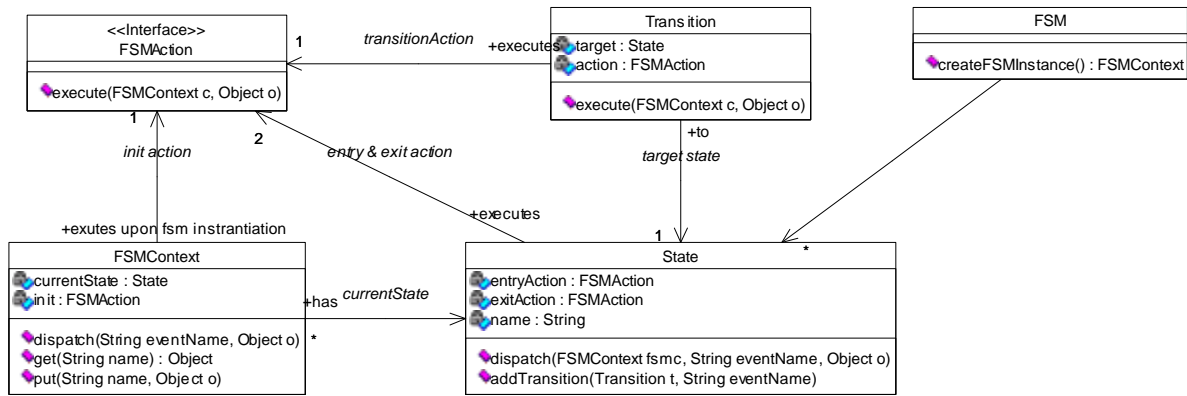 <<Interface>>
FSMAction
execute(FSMContext c, Object o)
1
transitionAction
+executes
Transition
target : State
action : FSMAction
execute(FSMContext c, Object o)
FSM
createFSMInstance() : FSMContext
1
init action
2
entry & exit action
+to
target state
+exutes upon fsm instrantiation
+executes
1
*
FSMContext
currentState : State
init : FSMAction
dispatch(String eventName, Object o)
get(String name) : Object
put(String name, Object o)
+has
currentState
*
State
entryAction : FSMAction
exitAction : FSMAction
name : String
dispatch(FSMContext fsmc, String eventName, Object o)
addTransition(Transition t, String eventName)